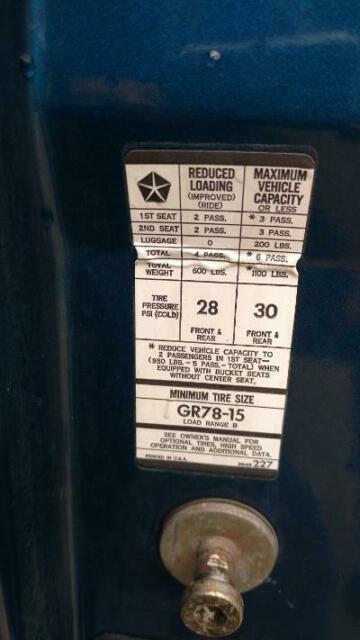 REDUCED LOADING (IMPROVED) (RIDE) MAXIMUM VEHICLE CAPACITY OR LESS
1ST SEAT 2 PASS. * 3 PASS.
2ND SEAT 2 PASS. 3 PASS.
LUGGAGE 0 200 LBS.
TOTAL 4 PASS. * 6 PASS.
TOTAL WEIGHT 600 LBS. * 1100 LBS.
TIRE PRESSURE PSI (COLD) 28 FRONT & REAR 30 FRONT & REAR
* REDUCE VEHICLE CAPACITY TO
2 PASSENGERS IN 1ST SEAT—
(950 LBS. - 5 PASS. - TOTAL) WHEN
EQUIPPED WITH BUCKET SEATS
WITHOUT CENTER SEAT.
MINIMUM TIRE SIZE
GR78-15
LOAD RANGE B
SEE OWNER'S MANUAL FOR
OPTIONAL TIRES, HIGH SPEED
OPERATION AND ADDITIONAL DATA.
PRINTED IN U.S.A. 227